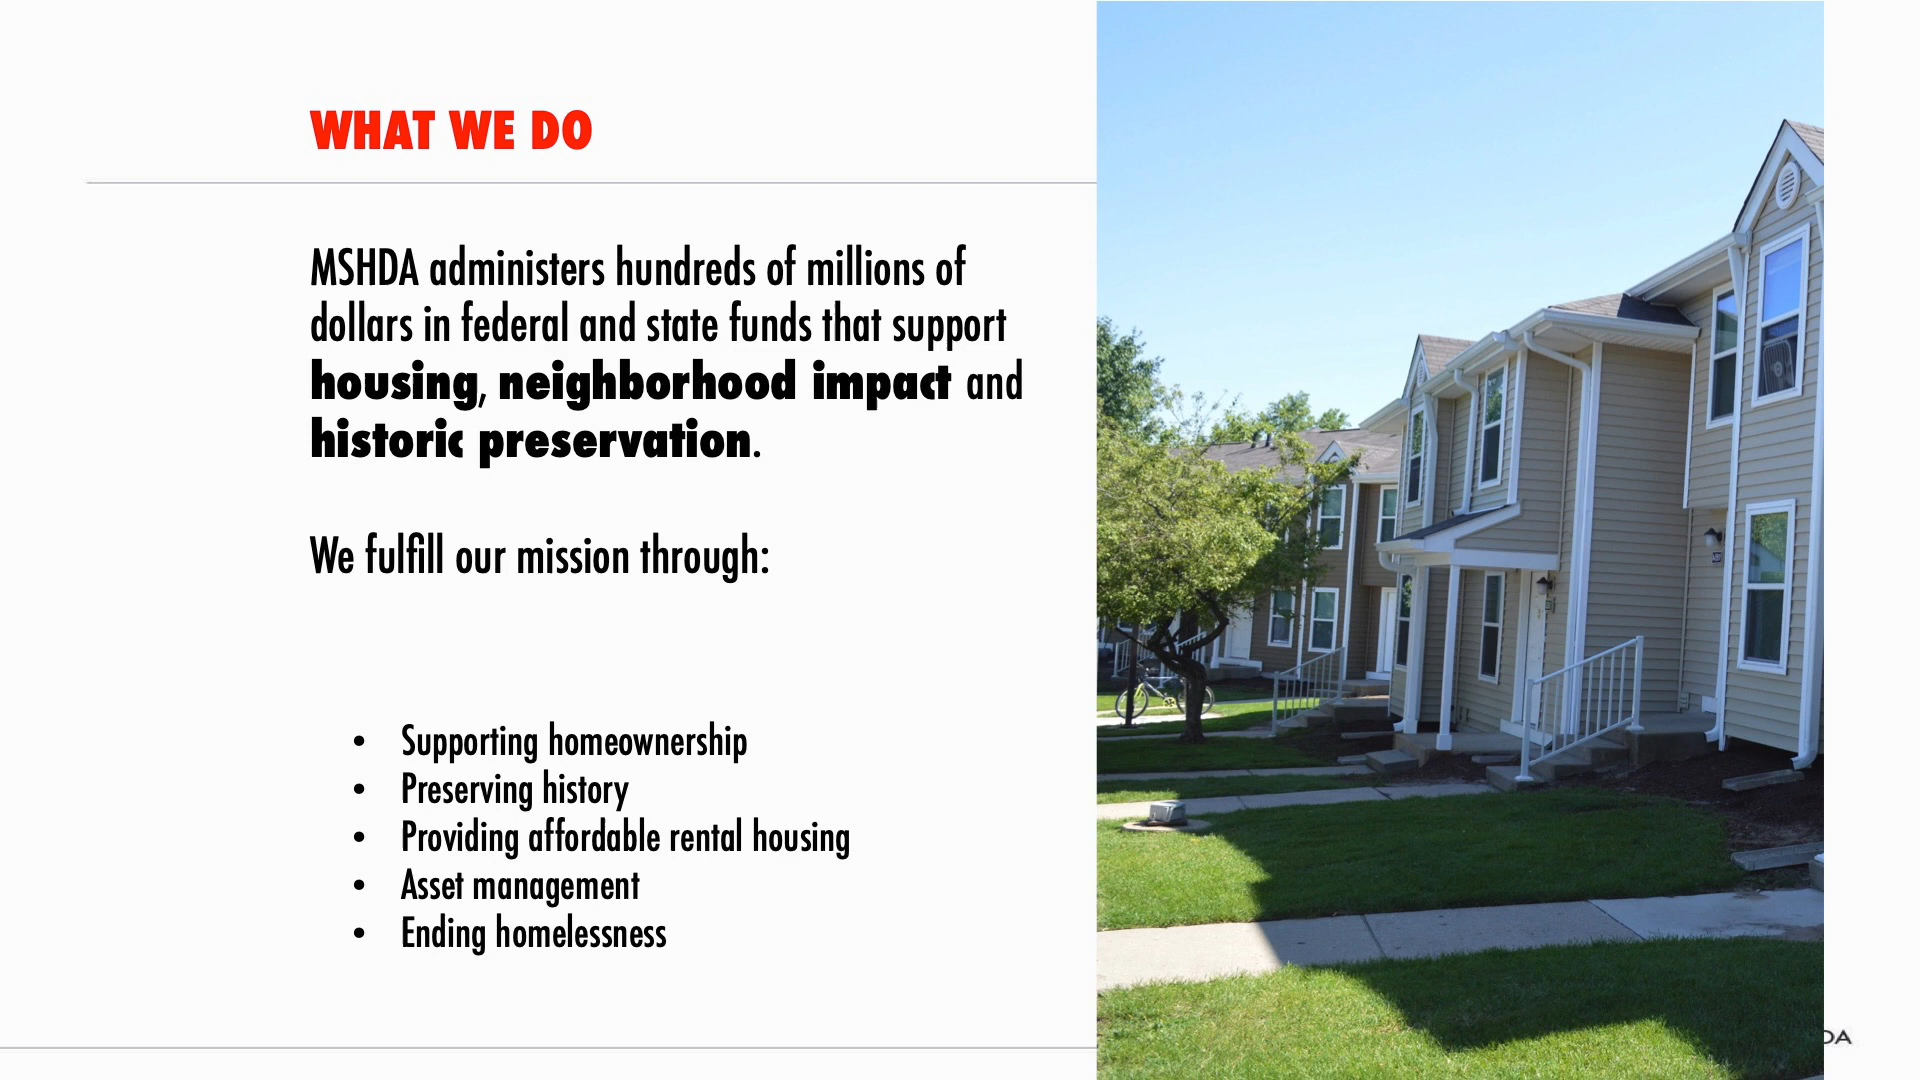 WHAT WE DO
MSHDA administers hundreds of millions of
dollars in federal and state funds that support
housing, neighborhood impact and
historic preservation.
We fulfill our mission through:
• Supporting homeownership
• Preserving history
• Providing affordable rental housing
• Asset management
• Ending homelessness
DA